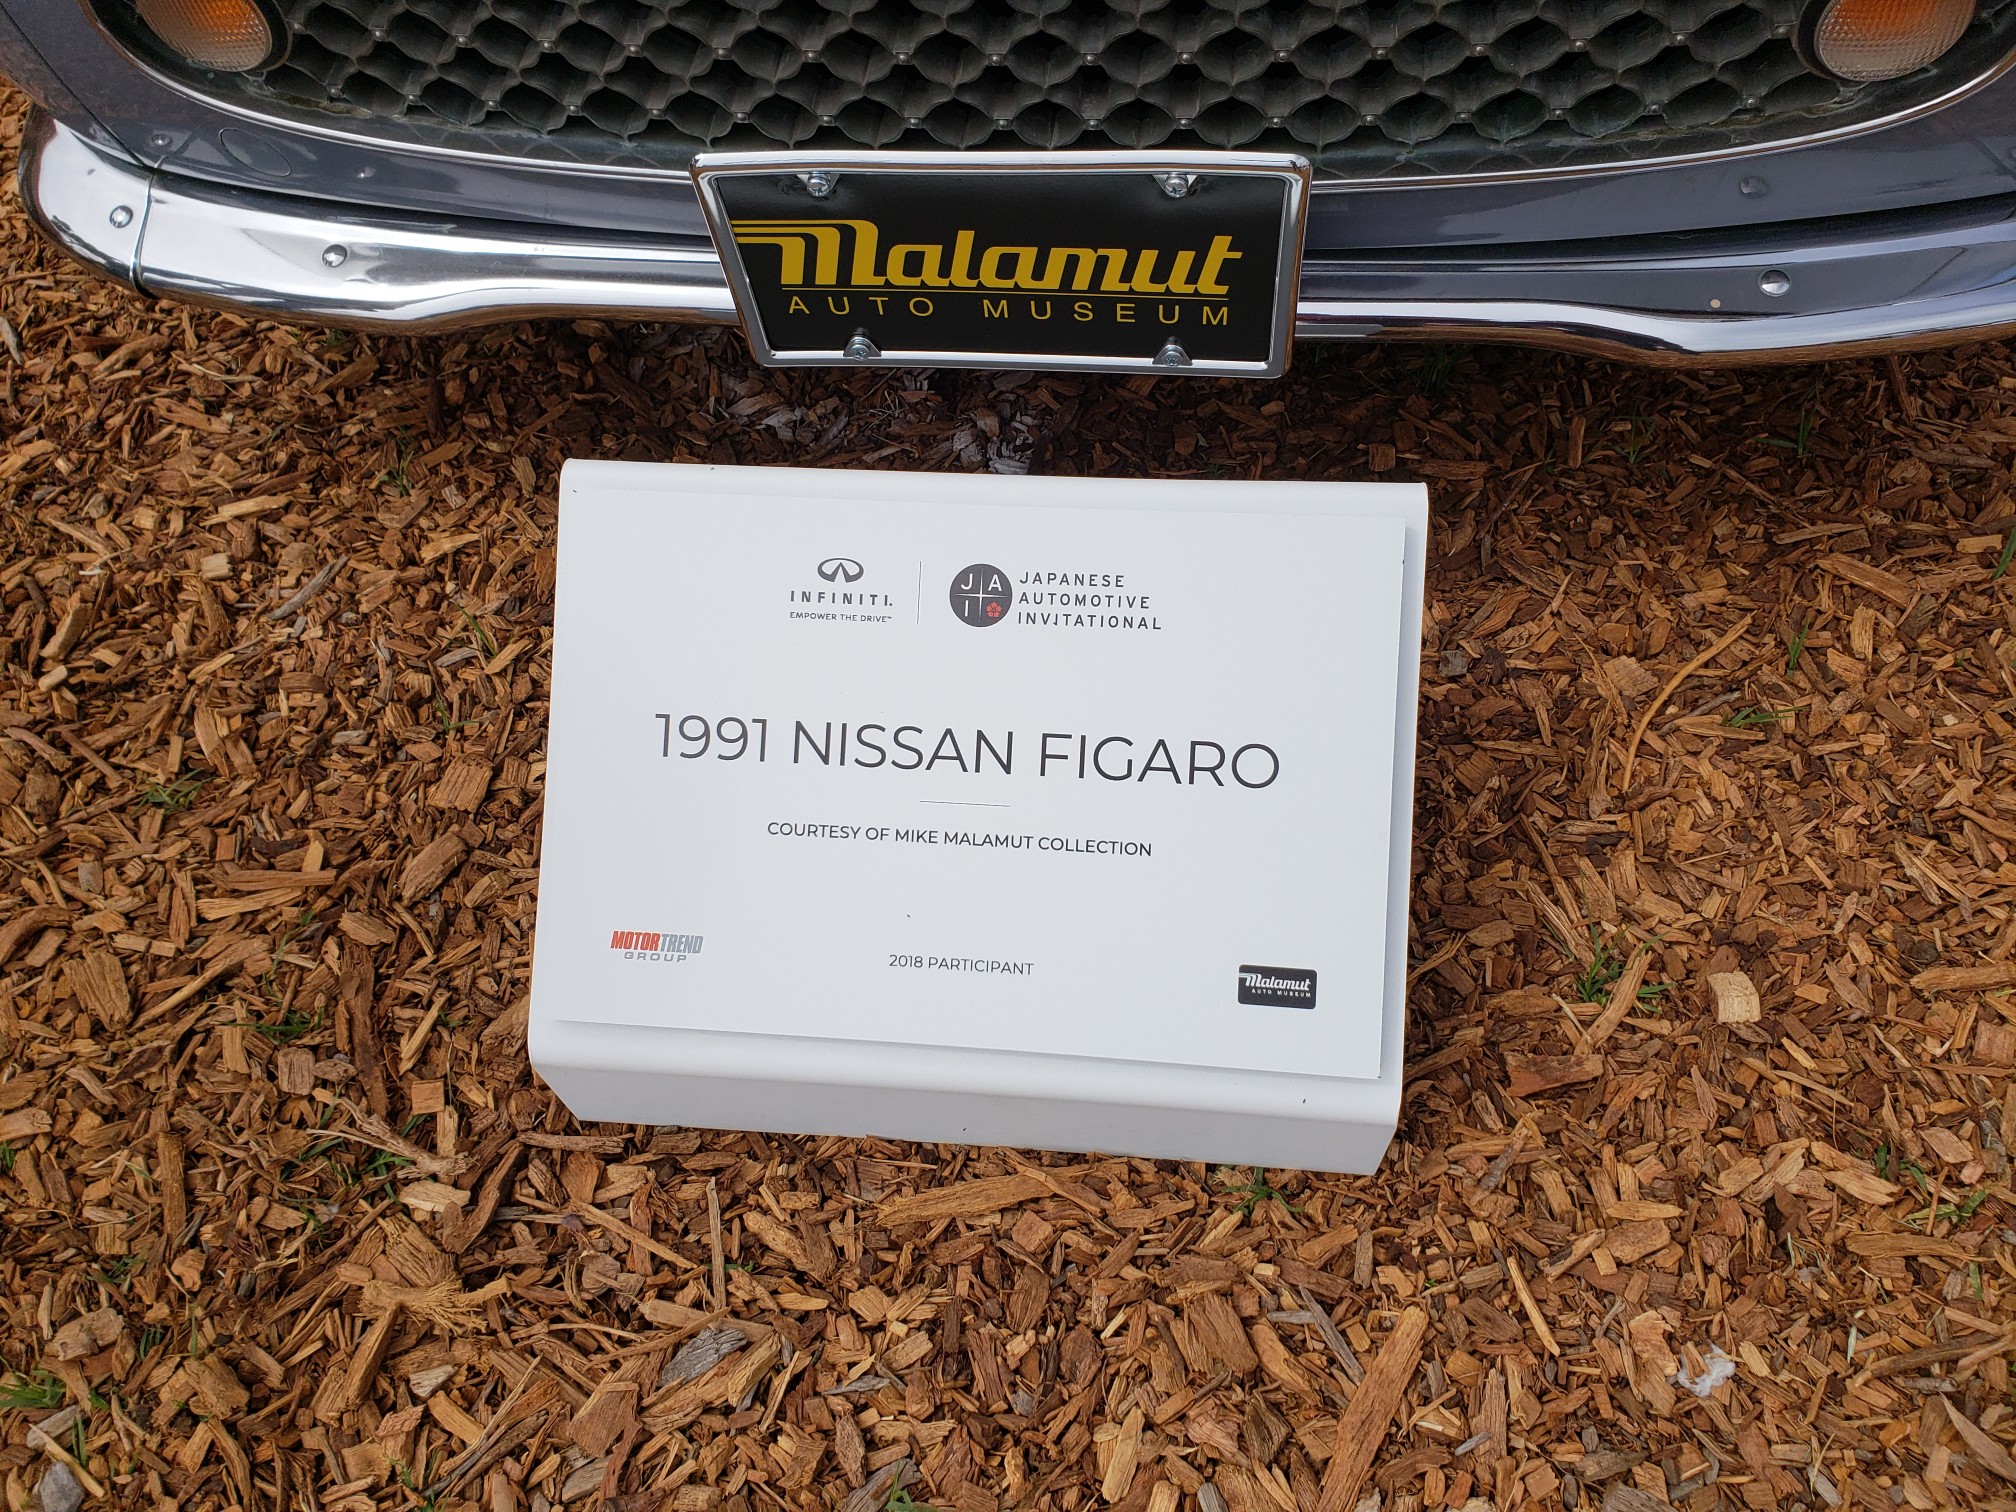 Malamut
AUTO MUSEUM
INFINITI.
EMPOWER THE DRIVE™
J A
I
JAPANESE
AUTOMOTIVE
INVITATIONAL
1991 NISSAN FIGARO
COURTESY OF MIKE MALAMUT COLLECTION
MOTORTREND
GROUP
2018 PARTICIPANT
Malamut
AUTO MUSEUM